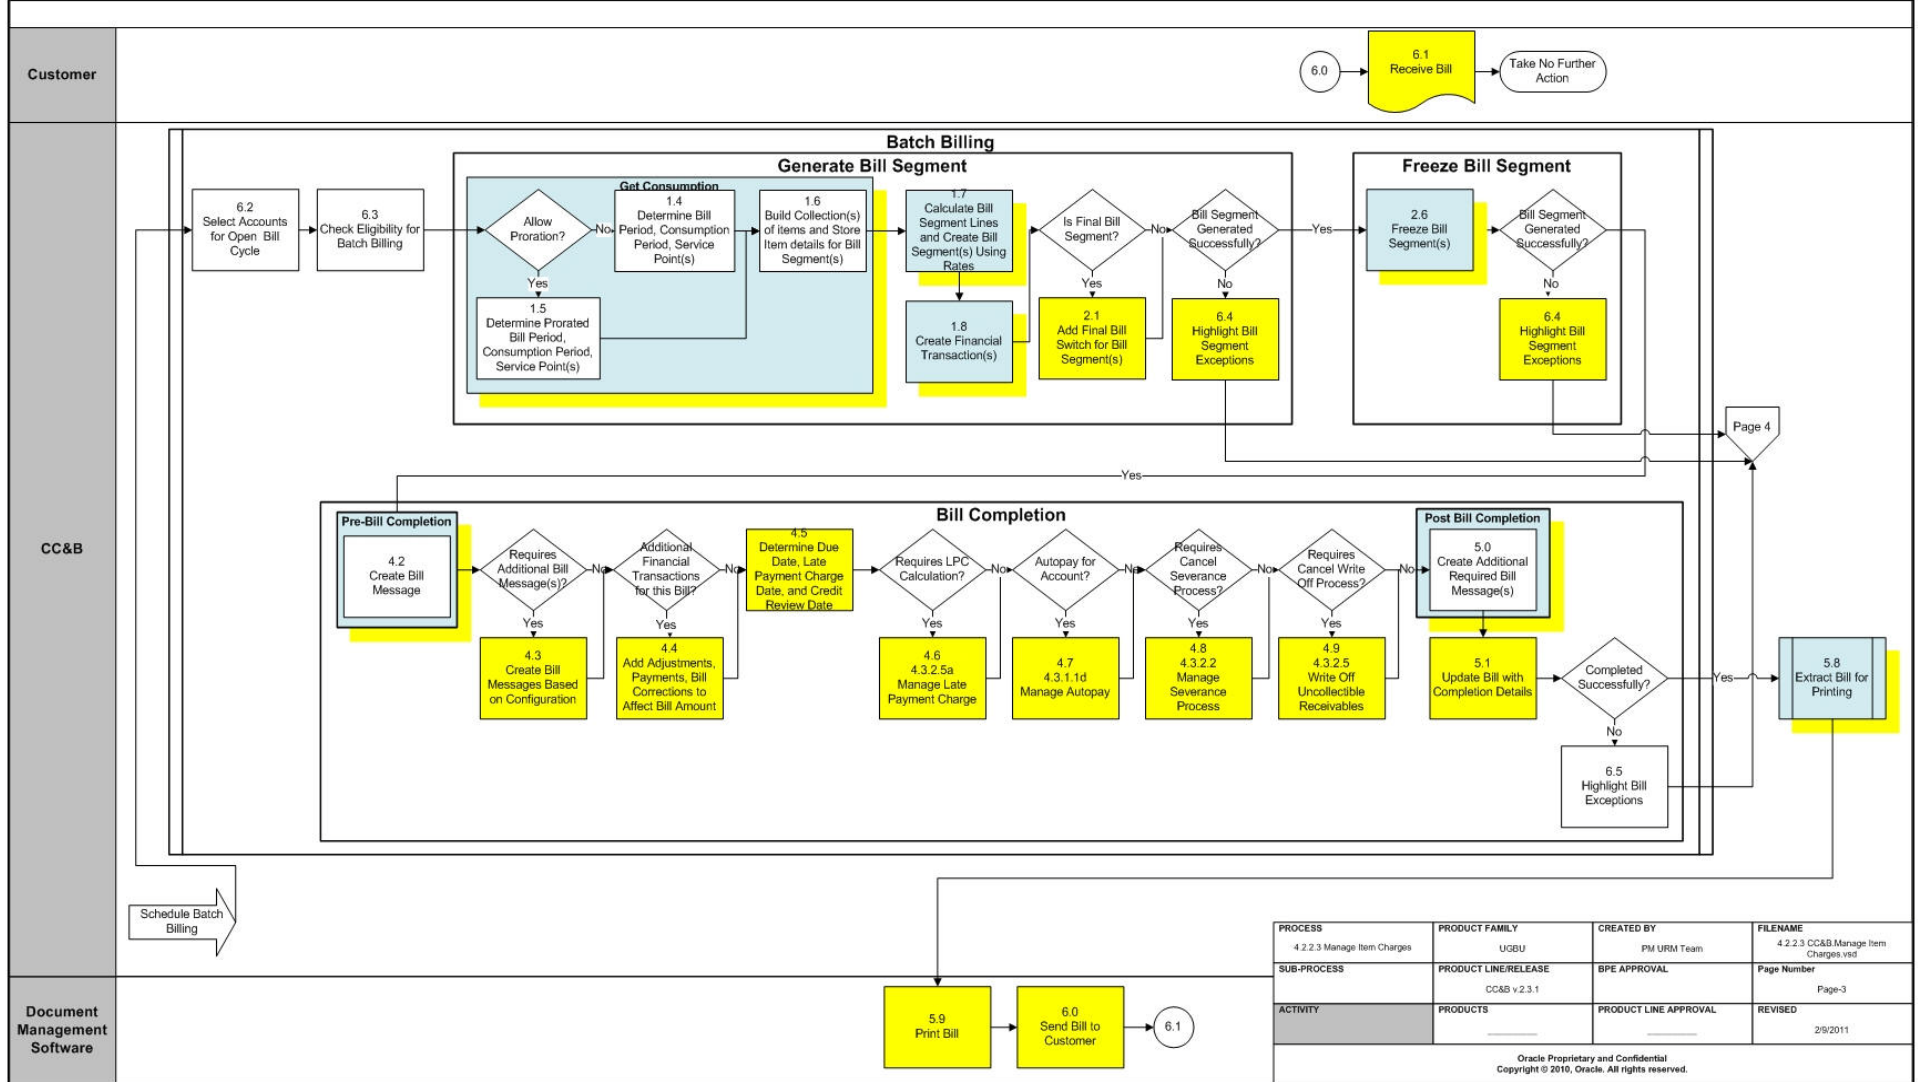 Customer
6.0
6.1
Receive Bill
Take No Further
Action
CC&B
Batch Billing
Generate Bill Segment
Freeze Bill Segment
6.2
Select Accounts
for Open Bill
Cycle
6.3
Check Eligibility for
Batch Billing
Get Consumption
Allow
Proration?
No
Yes
1.4
Determine Bill
Period, Consumption
Period, Service
Point(s)
1.5
Determine Prorated
Bill Period,
Consumption Period,
Service Point(s)
1.6
Build Collection(s)
of items and Store
Item details for Bill
Segment(s)
1.7
Calculate Bill
Segment Lines
and Create Bill
Segment(s) Using
Rates
1.8
Create Financial
Transaction(s)
Is Final Bill
Segment?
No
Yes
2.1
Add Final Bill
Switch for Bill
Segment(s)
Bill Segment
Generated
Successfully?
Yes
No
6.4
Highlight Bill
Segment
Exceptions
2.6
Freeze Bill
Segment(s)
Bill Segment
Generated
Successfully?
No
6.4
Highlight Bill
Segment
Exceptions
Page 4
Yes
Bill Completion
Pre-Bill Completion
4.2
Create Bill
Message
Requires
Additional Bill
Message(s)?
No
Yes
4.3
Create Bill
Messages Based
on Configuration
Additional
Financial
Transactions
for this Bill?
No
Yes
4.4
Add Adjustments,
Payments, Bill
Corrections to
Affect Bill Amount
4.5
Determine Due
Date, Late
Payment Charge
Date, and Credit
Review Date
Requires LPC
Calculation?
No
Yes
4.6
4.3.2.5a
Manage Late
Payment Charge
Autopay for
Account?
No
Yes
4.7
4.3.1.1d
Manage Autopay
Requires
Cancel
Severance
Process?
No
Yes
4.8
4.3.2.2
Manage
Severance
Process
Requires
Cancel Write
Off Process?
No
Yes
4.9
4.3.2.5
Write Off
Uncollectible
Receivables
Post Bill Completion
5.0
Create Additional
Required Bill
Message(s)
5.1
Update Bill with
Completion Details
Completed
Successfully?
Yes
No
6.5
Highlight Bill
Exceptions
5.8
Extract Bill for
Printing
Schedule Batch
Billing
Document
Management
Software
5.9
Print Bill
6.0
Send Bill to
Customer
6.1
PROCESS
4.2.2.3 Manage Item Charges
PRODUCT FAMILY
UGBU
CREATED BY
PM URM Team
FILENAME
4.2.2.3 CC&B.Manage Item
Charges.vsd
SUB-PROCESS
PRODUCT LINE/RELEASE
CC&B v.2.3.1
BPE APPROVAL
Page Number
Page-3
ACTIVITY
PRODUCTS
PRODUCT LINE APPROVAL
REVISED
2/9/2011
Oracle Proprietary and Confidential
Copyright © 2010, Oracle. All rights reserved.